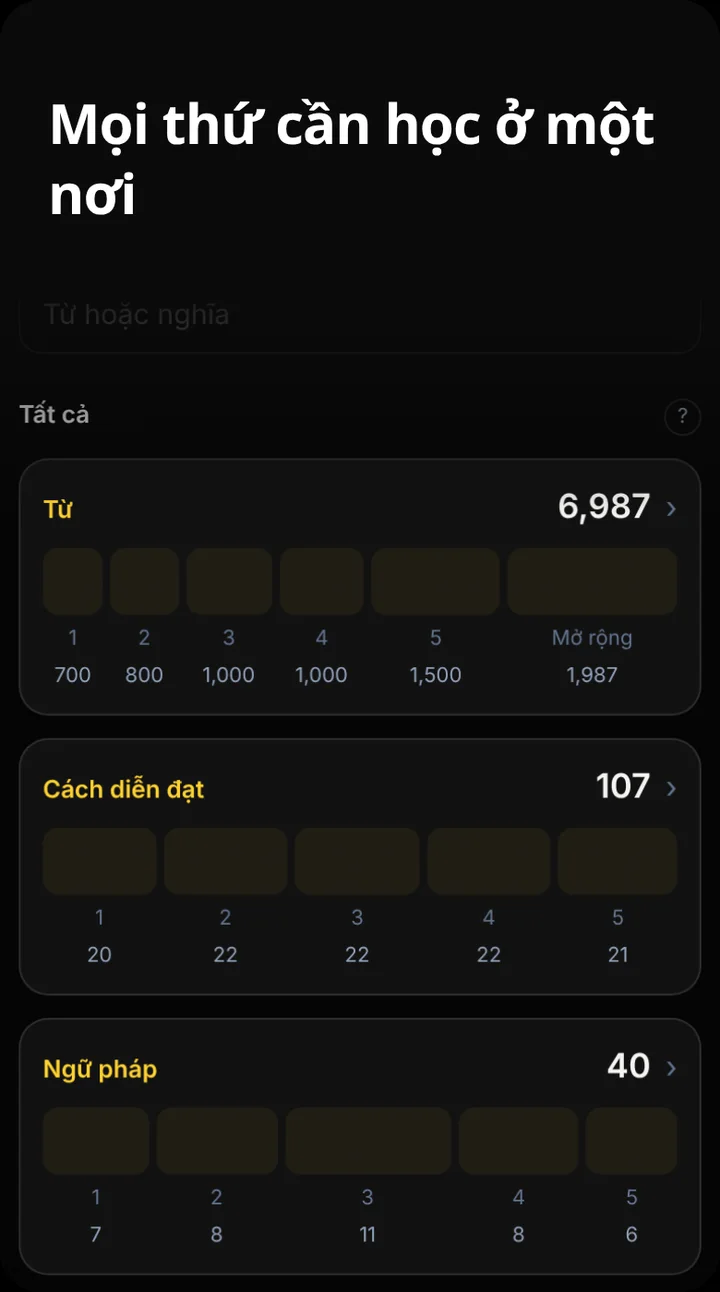 Mọi thứ cần học ở một
nơi
Từ hoặc nghĩa
Tất cả
?
Từ
6,987 ›
1 2 3 4 5 Mở rộng
700 800 1,000 1,000 1,500 1,987
Cách diễn đạt
107 ›
1 2 3 4 5
20 22 22 22 21
Ngữ pháp
40 ›
1 2 3 4 5
7 8 11 8 6